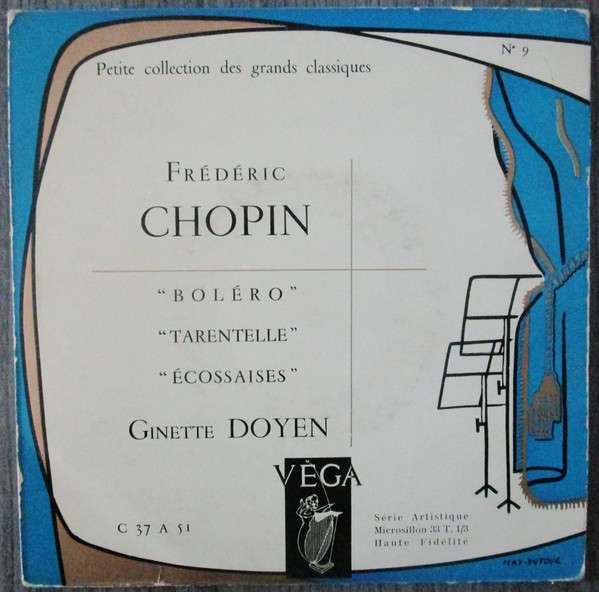 N° 9
Petite collection des grands classiques
FRÉDÉRIC
CHOPIN
“BOLÉRO”
“TARENTELLE”
“ÉCOSSAISES”
GINETTE DOYEN
VÈGA
C 37 A 51
Série Artistique
Microsillon 33 T. 1/3
Haute Fidélité